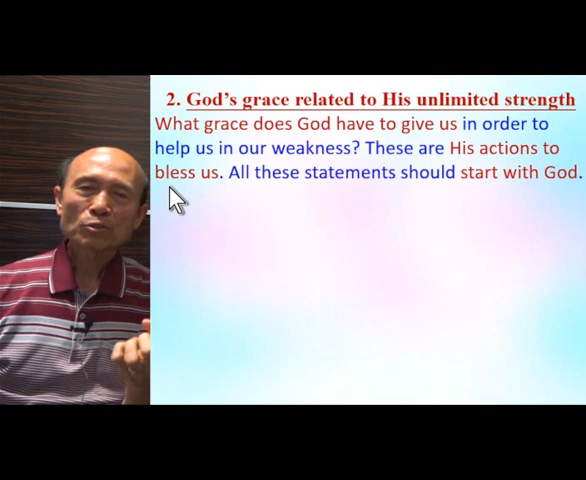 2. God's grace related to His unlimited strength
What grace does God have to give us in order to
help us in our weakness? These are His actions to
bless us. All these statements should start with God.